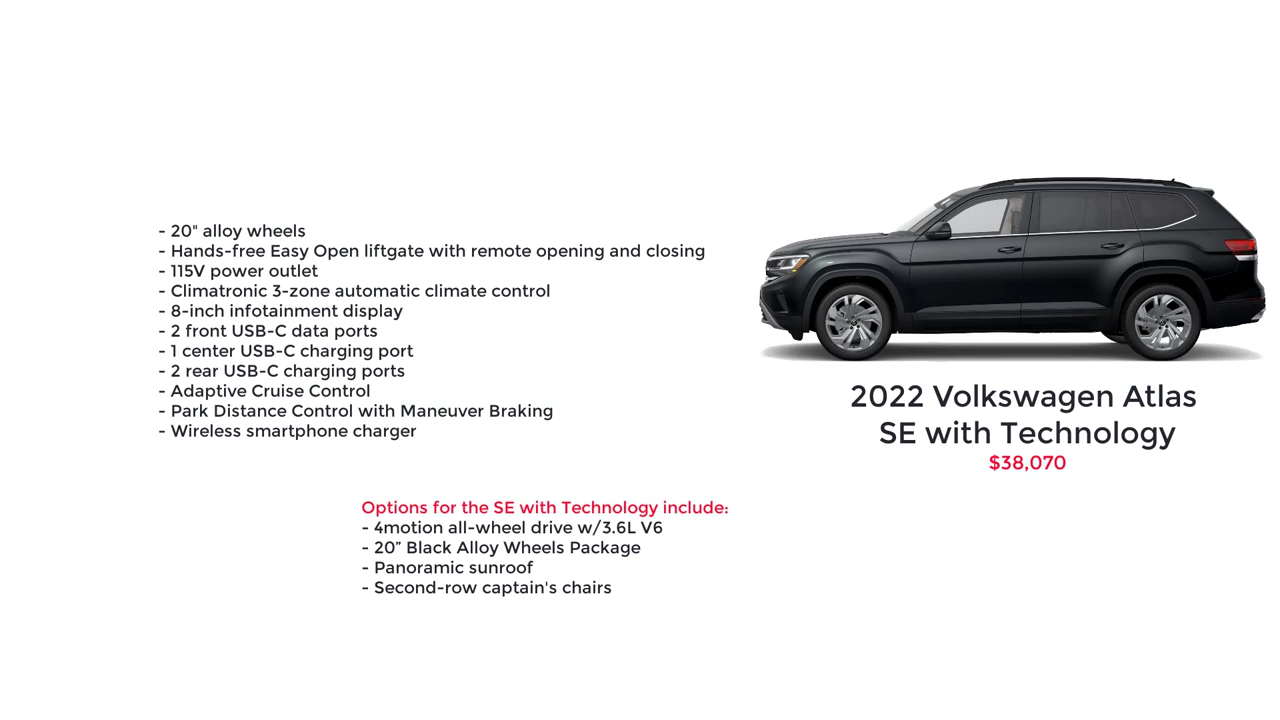 - 20" alloy wheels
- Hands-free Easy Open liftgate with remote opening and closing
- 115V power outlet
- Climatronic 3-zone automatic climate control
- 8-inch infotainment display
- 2 front USB-C data ports
- 1 center USB-C charging port
- 2 rear USB-C charging ports
- Adaptive Cruise Control
- Park Distance Control with Maneuver Braking
- Wireless smartphone charger
2022 Volkswagen Atlas
SE with Technology
$38,070
Options for the SE with Technology include:
- 4motion all-wheel drive w/3.6L V6
- 20” Black Alloy Wheels Package
- Panoramic sunroof
- Second-row captain's chairs